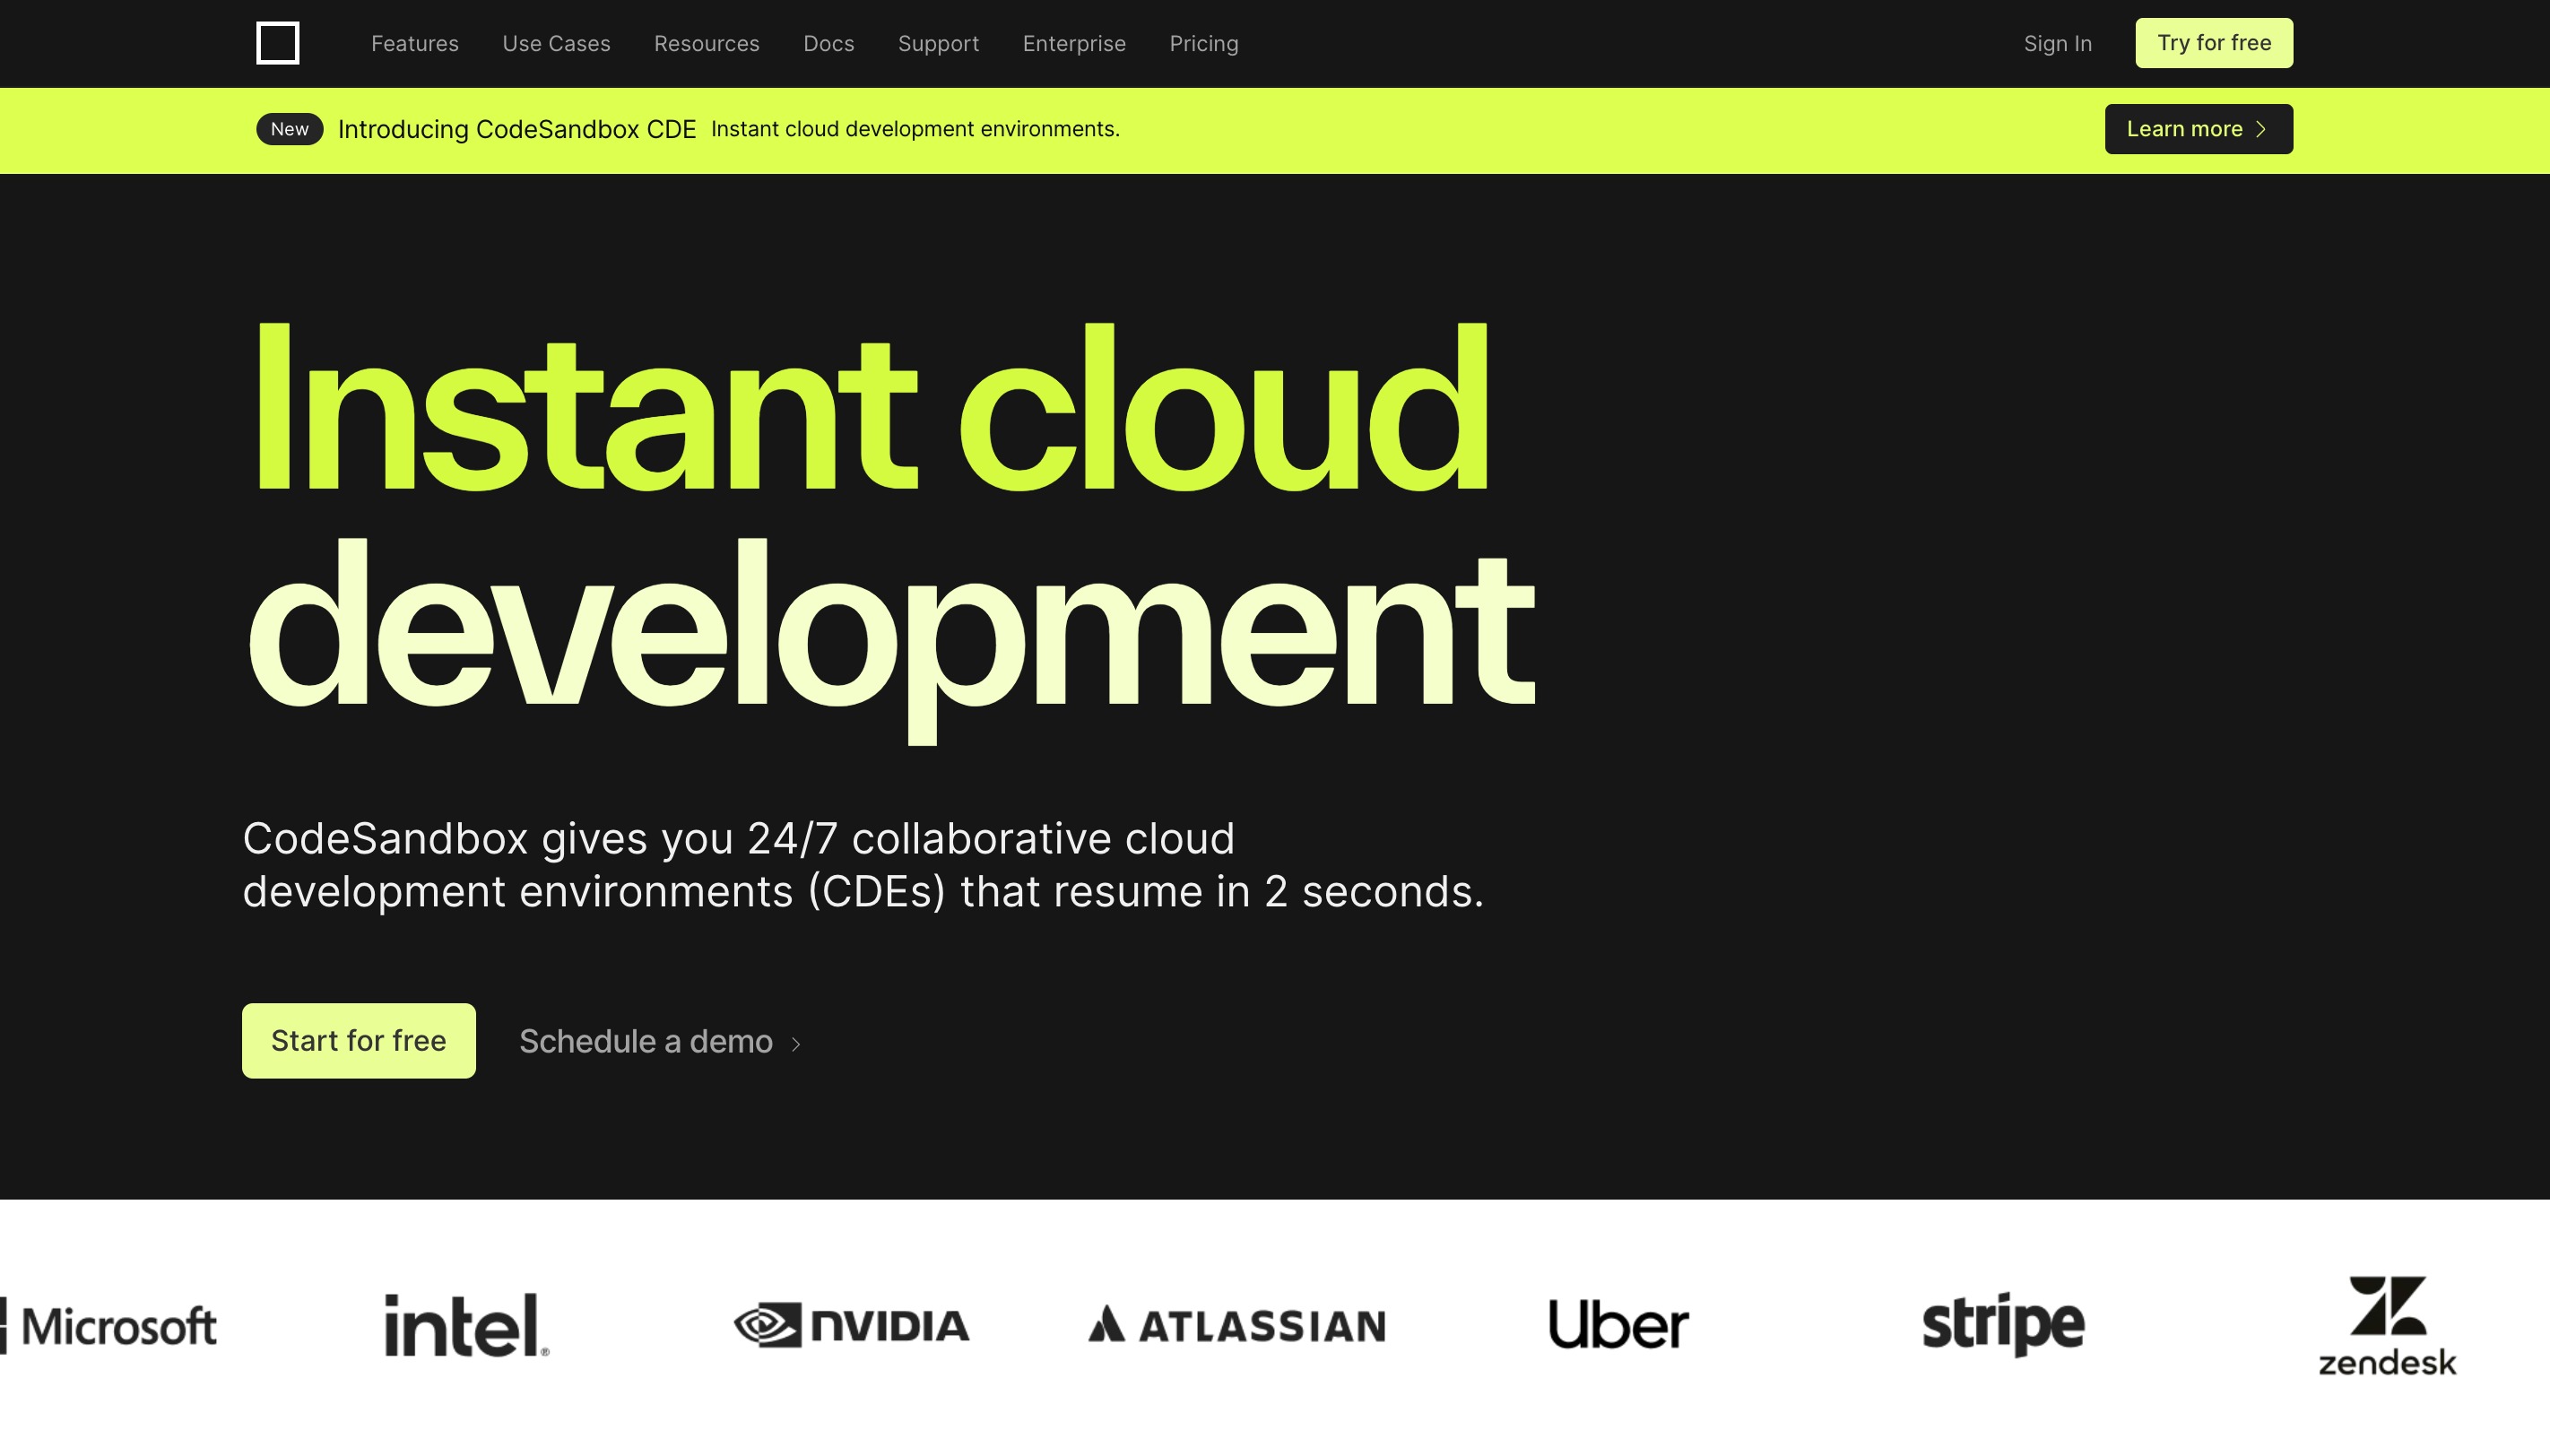 Features Use Cases Resources Docs Support Enterprise Pricing Sign In Try for free
New Introducing CodeSandbox CDE Instant cloud development environments. Learn more
Instant cloud
development
CodeSandbox gives you 24/7 collaborative cloud
development environments (CDEs) that resume in 2 seconds.
Start for free Schedule a demo
Microsoft intel® NVIDIA ATLASSIAN Uber stripe zendesk